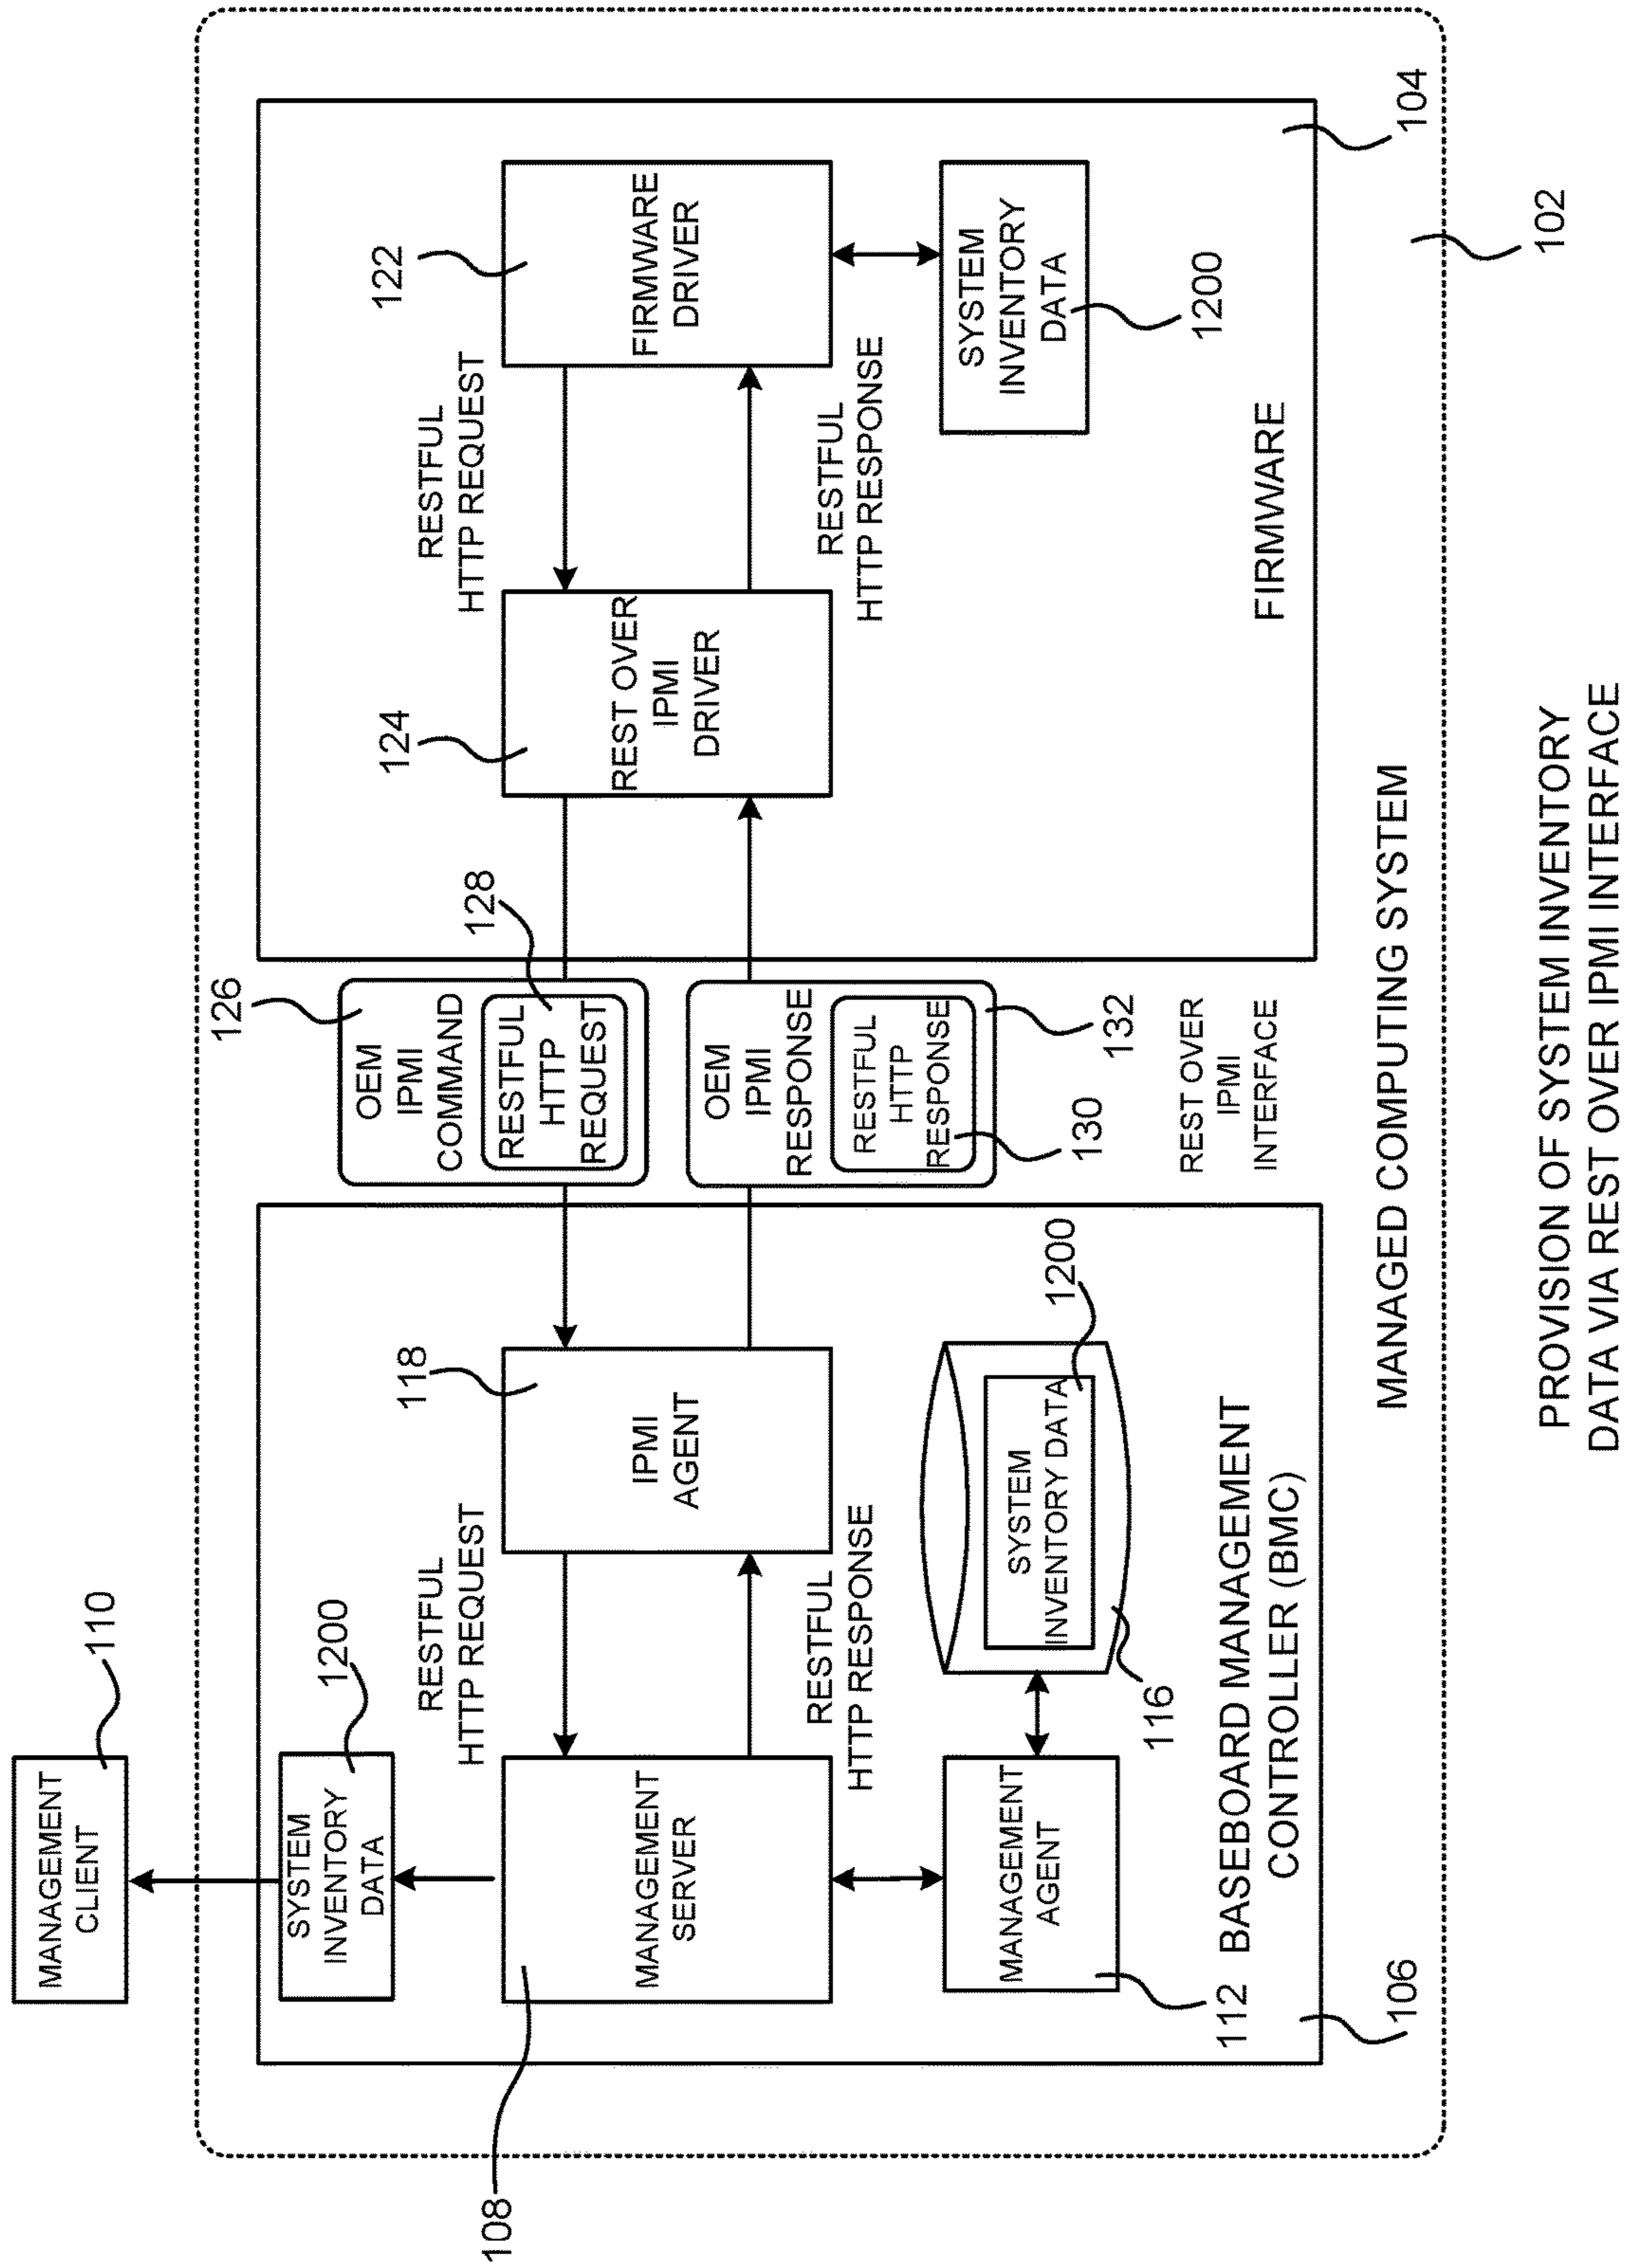 110
MANAGEMENT
CLIENT
SYSTEM
INVENTORY
DATA
1200
108
MANAGEMENT
SERVER
RESTFUL
HTTP REQUEST
RESTFUL
HTTP RESPONSE
118
IPMI
AGENT
MANAGEMENT
AGENT
112
116
SYSTEM
INVENTORY DATA
1200
BASEBOARD MANAGEMENT
CONTROLLER (BMC)
106
126
OEM
IPMI
COMMAND
128
RESTFUL
HTTP
REQUEST
OEM
IPMI
RESPONSE
RESTFUL
HTTP
RESPONSE
130
132
REST OVER
IPMI
INTERFACE
124
REST OVER
IPMI
DRIVER
RESTFUL
HTTP REQUEST
RESTFUL
HTTP RESPONSE
122
FIRMWARE
DRIVER
SYSTEM
INVENTORY
DATA
1200
FIRMWARE
104
MANAGED COMPUTING SYSTEM
102
PROVISION OF SYSTEM INVENTORY
DATA VIA REST OVER IPMI INTERFACE